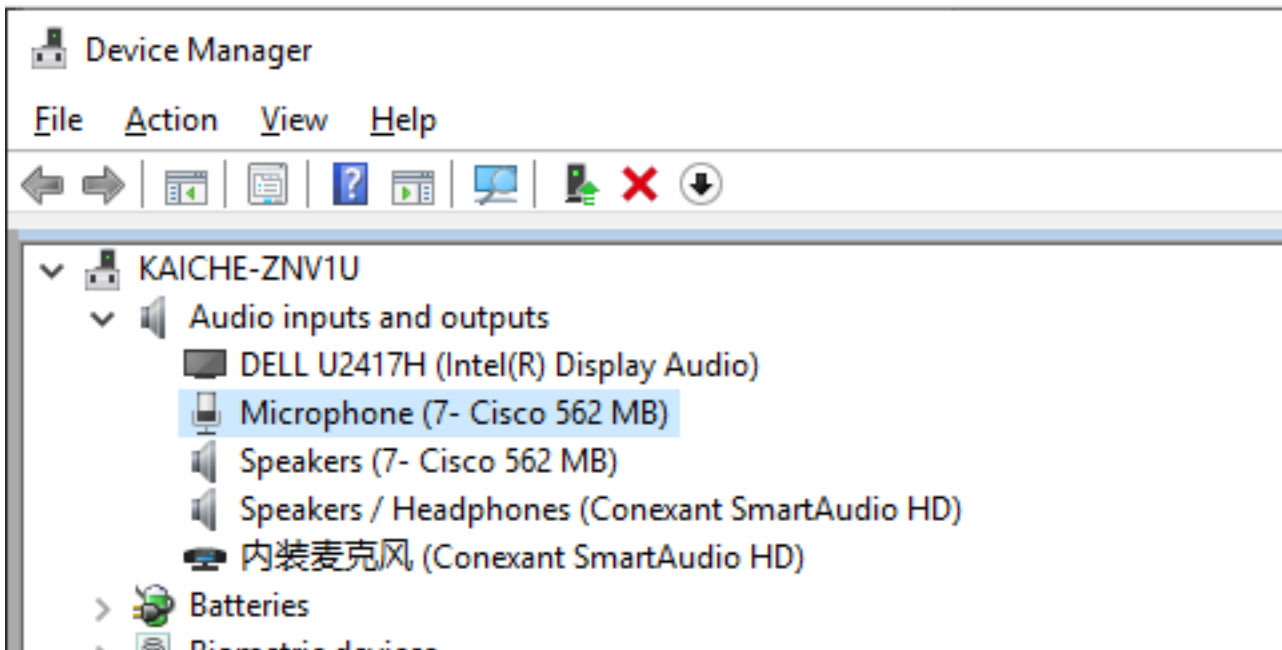 Device Manager
File Action View Help
KAICHE-ZNV1U
Audio inputs and outputs
DELL U2417H (Intel(R) Display Audio)
Microphone (7- Cisco 562 MB)
Speakers (7- Cisco 562 MB)
Speakers / Headphones (Conexant SmartAudio HD)
内装麦克风 (Conexant SmartAudio HD)
Batteries
Biometric devices